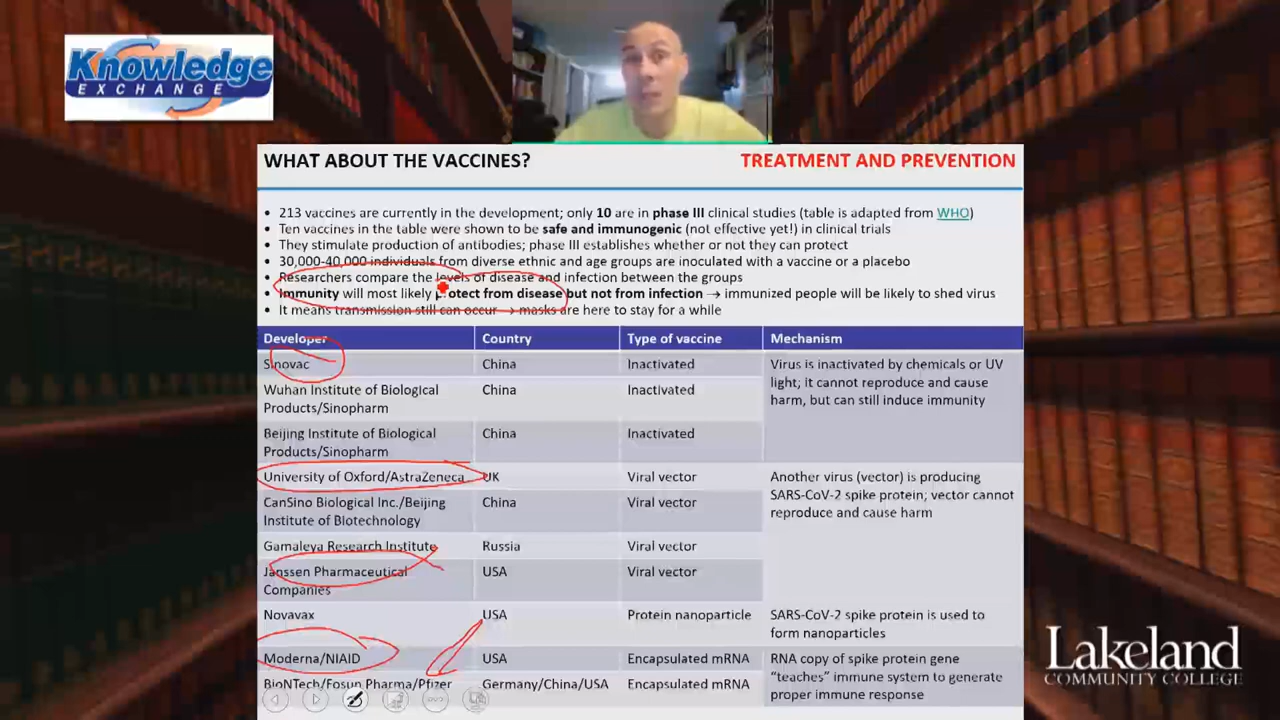 Knowledge
EXCHANGE
WHAT ABOUT THE VACCINES?
TREATMENT AND PREVENTION
• 213 vaccines are currently in the development; only 10 are in phase III clinical studies (table is adapted from WHO)
• Ten vaccines in the table were shown to be safe and immunogenic (not effective yet!) in clinical trials
• They stimulate production of antibodies; phase III establishes whether or not they can protect
• 30,000-40,000 individuals from diverse ethnic and age groups are inoculated with a vaccine or a placebo
• Researchers compare the levels of disease and infection between the groups
• Immunity will most likely protect from disease but not from infection → immunized people will be likely to shed virus
• It means transmission still can occur → masks are here to stay for a while
Developer Country Type of vaccine Mechanism
Sinovac China Inactivated
Virus is inactivated by chemicals or UV
light; it cannot reproduce and cause
harm, but can still induce immunity
Wuhan Institute of Biological
Products/Sinopharm
China Inactivated
Beijing Institute of Biological
Products/Sinopharm
China Inactivated
University of Oxford/AstraZeneca UK Viral vector
Another virus (vector) is producing
SARS-CoV-2 spike protein; vector cannot
reproduce and cause harm
CanSino Biological Inc./Beijing
Institute of Biotechnology
China Viral vector
Gamaleya Research Institute Russia Viral vector
Janssen Pharmaceutical
Companies
USA Viral vector
Novavax USA Protein nanoparticle
SARS-CoV-2 spike protein is used to
form nanoparticles
Moderna/NIAID USA Encapsulated mRNA
RNA copy of spike protein gene
"teaches" immune system to generate
proper immune response
BioNTech/Fosun Pharma/Pfizer Germany/China/USA Encapsulated mRNA
Lakeland
COMMUNITY COLLEGE